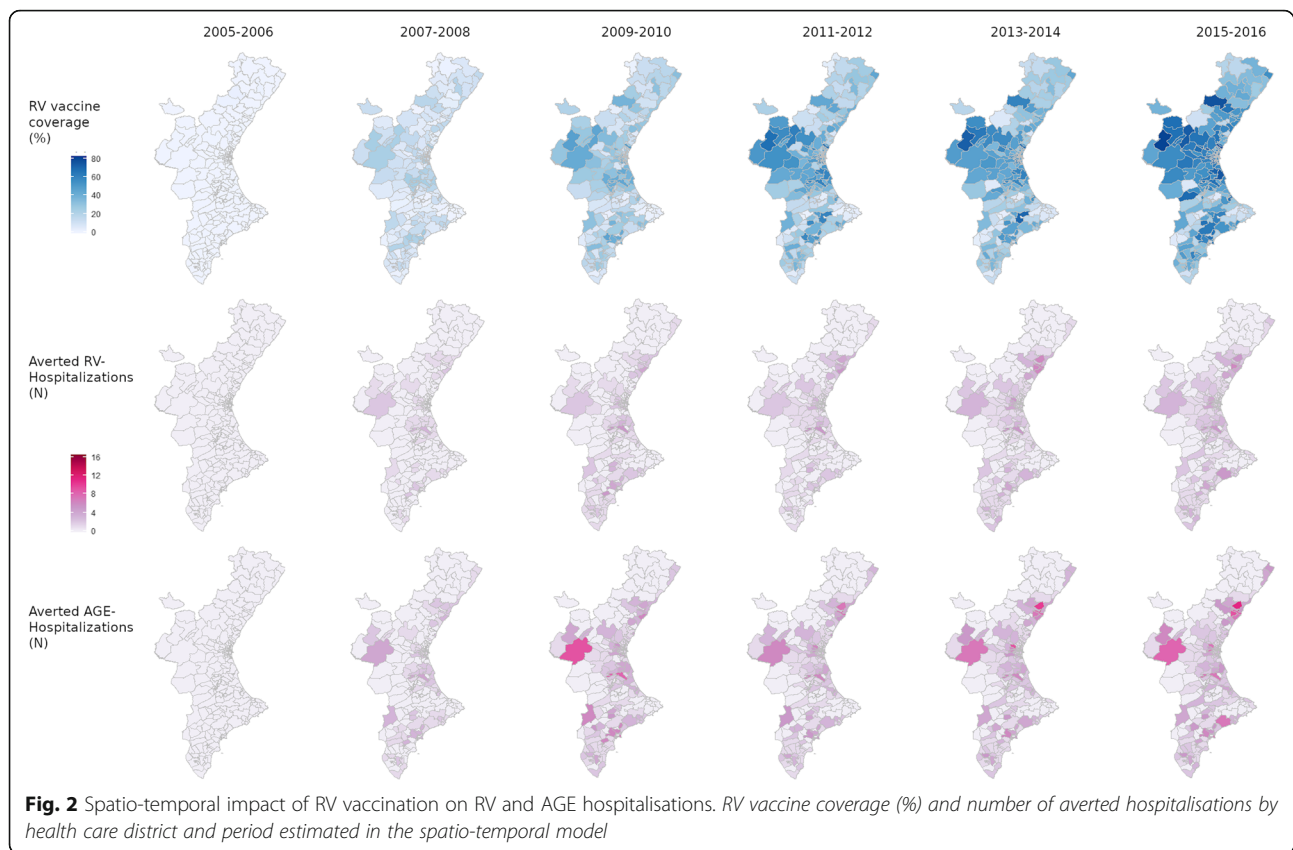 2005-2006 2007-2008 2009-2010 2011-2012 2013-2014 2015-2016
RV vaccine
coverage
(%)
80
60
40
20
0
Averted RV-
Hospitalizations
(N)
16
12
8
4
0
Averted AGE-
Hospitalizations
(N)
Fig. 2 Spatio-temporal impact of RV vaccination on RV and AGE hospitalisations. RV vaccine coverage (%) and number of averted hospitalisations by
health care district and period estimated in the spatio-temporal model